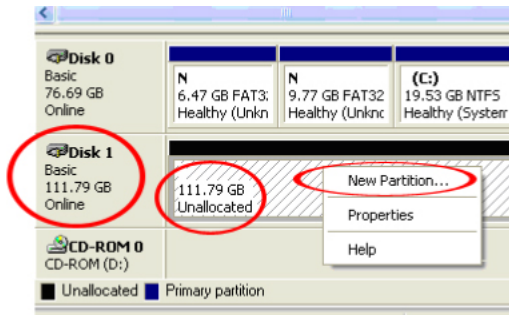 Disk 0
Basic
76.69 GB
Online
N
6.47 GB FAT3
Healthy (Unkn
N
9.77 GB FAT32
Healthy (Unknc
(C:)
19.53 GB NTFS
Healthy (System
Disk 1
Basic
111.79 GB
Online
111.79 GB
Unallocated
New Partition...
Properties
Help
CD-ROM 0
CD-ROM (D:)
Unallocated
Primary partition